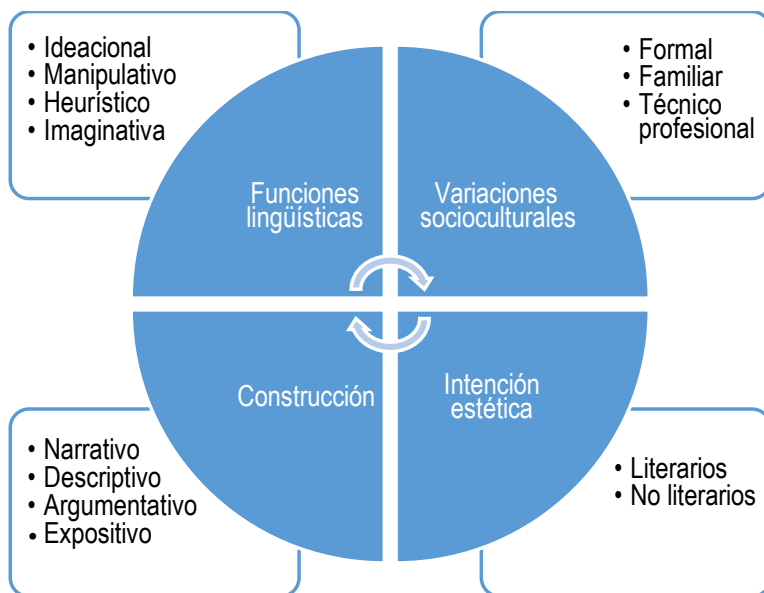 • Ideacional
• Manipulativo
• Heurístico
• Imaginativa
• Formal
• Familiar
• Técnico
profesional
Funciones
lingüísticas
Variaciones
socioculturales
Construcción
Intención
estética
• Narrativo
• Descriptivo
• Argumentativo
• Expositivo
• Literarios
• No literarios